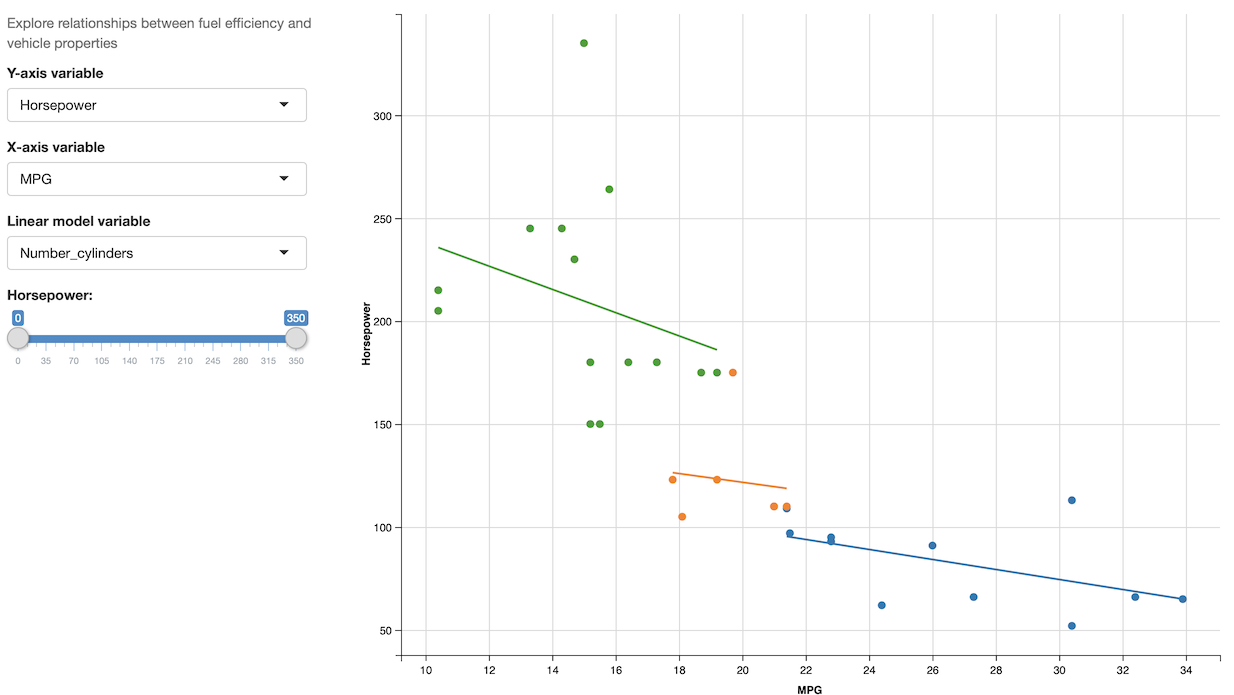 Explore relationships between fuel efficiency and
vehicle properties
Y-axis variable
Horsepower
X-axis variable
MPG
Linear model variable
Number_cylinders
Horsepower:
0 350
0 35 70 105 140 175 210 245 280 315 350
Horsepower
300
250
200
150
100
50
10 12 14 16 18 20 22 24 26 28 30 32 34
MPG